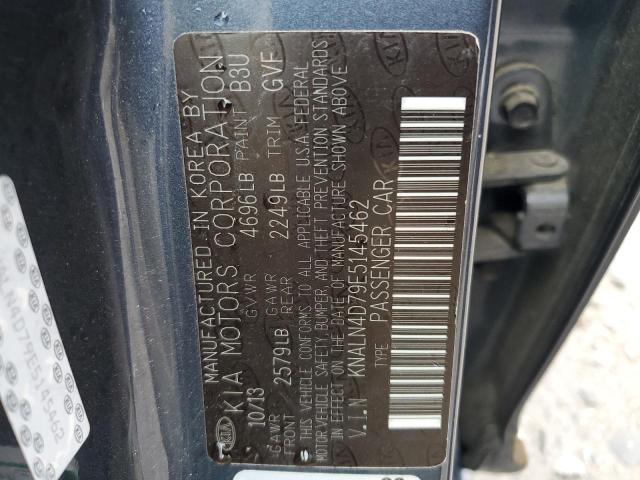 MANUFACTURED IN KOREA BY
KIA MOTORS CORPORATION
10/13 GVWR 4696LB PAINT B3U
GAWR FRONT 2579LB GAWR REAR 2249LB TRIM GVF
THIS VEHICLE CONFORMS TO ALL APPLICABLE U.S.A. FEDERAL
MOTOR VEHICLE SAFETY, BUMPER, AND THEFT PREVENTION STANDARDS
IN EFFECT ON THE DATE OF MANUFACTURE SHOWN ABOVE
V.I.N KNALN4D79E5145462
TYPE PASSENGER CAR
KNALN4D79E5145462